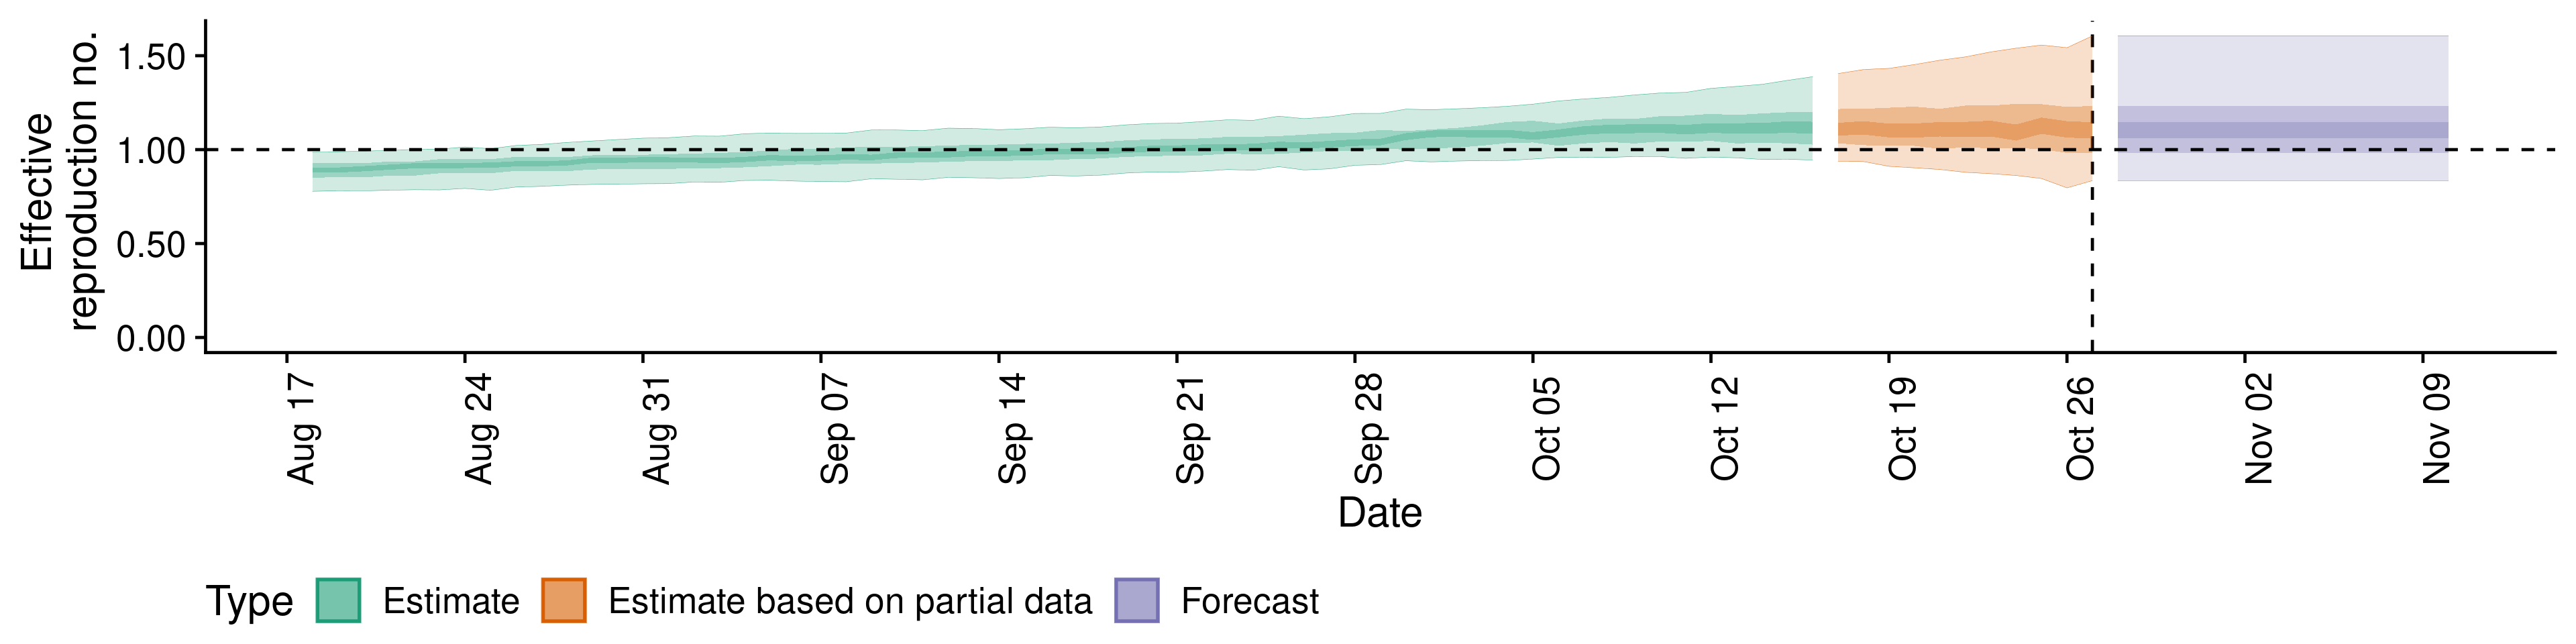 Effective
reproduction no.
1.50
1.00
0.50
0.00
Aug 17
Aug 24
Aug 31
Sep 07
Sep 14
Sep 21
Sep 28
Oct 05
Oct 12
Oct 19
Oct 26
Nov 02
Nov 09
Date
Type Estimate Estimate based on partial data Forecast